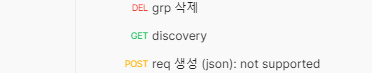 DEL grp 삭제
GET discovery
POST req 생성 (json): not supported